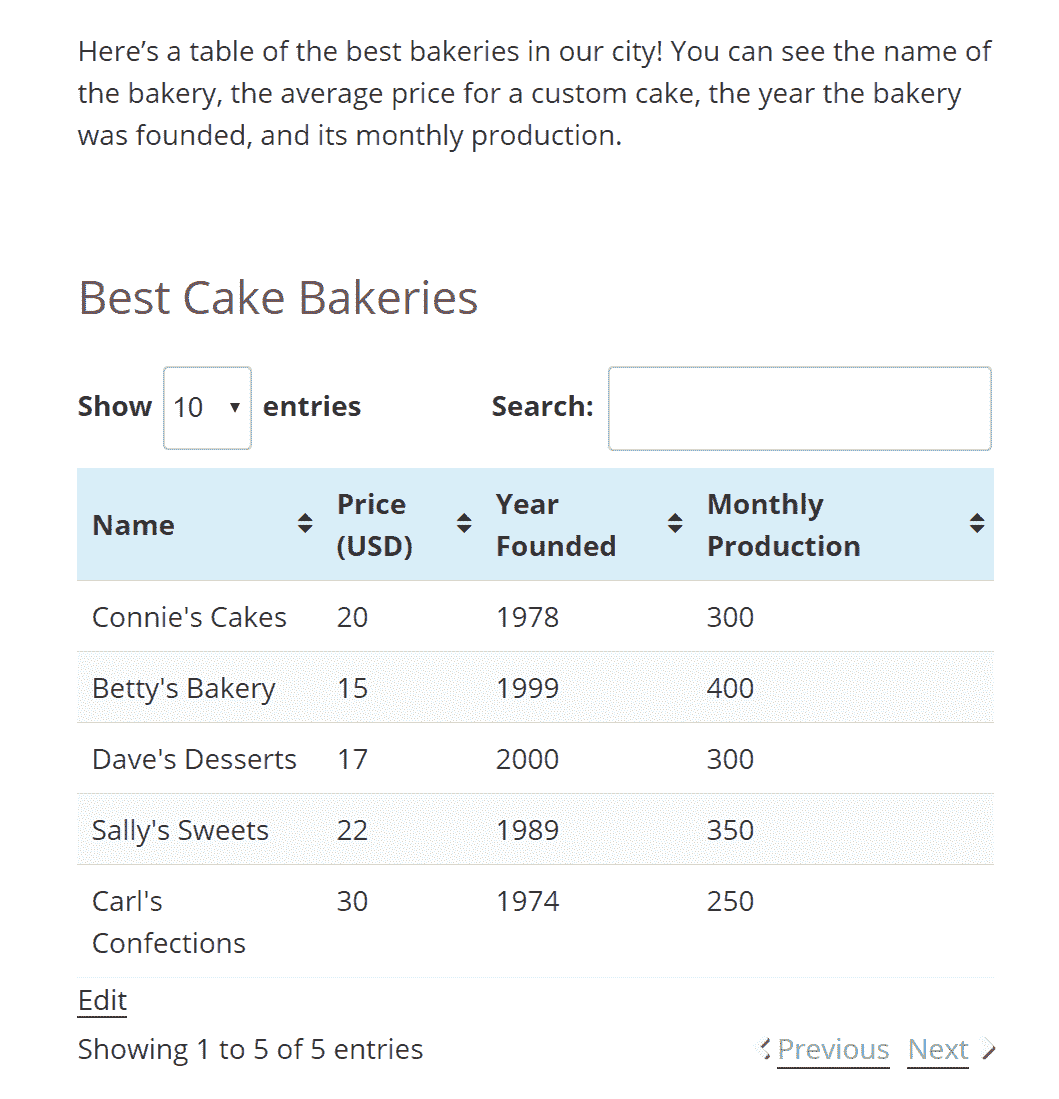 Here’s a table of the best bakeries in our city! You can see the name of
the bakery, the average price for a custom cake, the year the bakery
was founded, and its monthly production.
Best Cake Bakeries
Show 10 entries Search:
Name Price (USD) Year Founded Monthly Production
Connie's Cakes 20 1978 300
Betty's Bakery 15 1999 400
Dave's Desserts 17 2000 300
Sally's Sweets 22 1989 350
Carl's Confections 30 1974 250
Edit
Showing 1 to 5 of 5 entries Previous Next